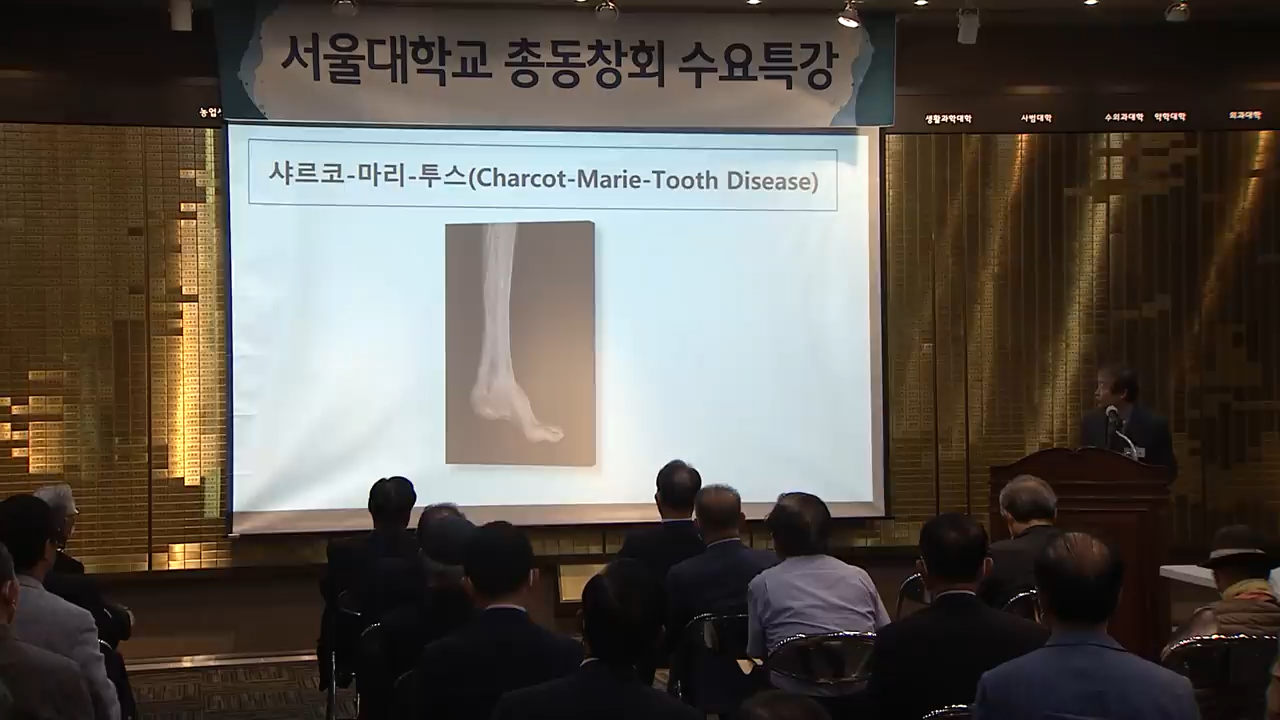 서울대학교 총동창회 수요특강
생활과학대학
사범대학
수의과대학
약학대학
의과대학
샤르코-마리-투스(Charcot-Marie-Tooth Disease)